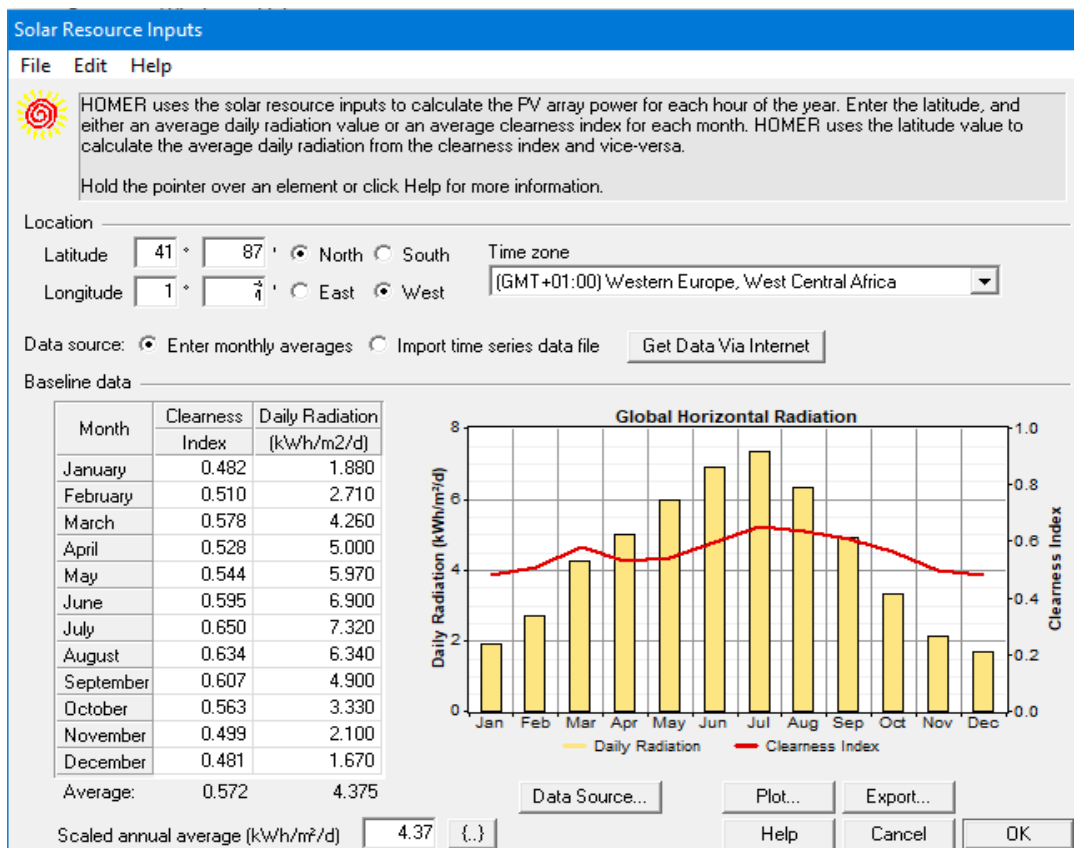 Solar Resource Inputs
File Edit Help
HOMER uses the solar resource inputs to calculate the PV array power for each hour of the year. Enter the latitude, and
either an average daily radiation value or an average clearness index for each month. HOMER uses the latitude value to
calculate the average daily radiation from the clearness index and vice-versa.
Hold the pointer over an element or click Help for more information.
Location
Latitude 41 ° 87 ' North South Time zone
Longitude 1 ° ' East West (GMT+01:00) Western Europe, West Central Africa
Data source: Enter monthly averages Import time series data file Get Data Via Internet
Baseline data
Month Clearness Index Daily Radiation (kWh/m2/d)
January 0.482 1.880
February 0.510 2.710
March 0.578 4.260
April 0.528 5.000
May 0.544 5.970
June 0.595 6.900
July 0.650 7.320
August 0.634 6.340
September 0.607 4.900
October 0.563 3.330
November 0.499 2.100
December 0.481 1.670
Average: 0.572 4.375
Scaled annual average (kWh/m²/d) 4.37 {..}
Global Horizontal Radiation
Daily Radiation (kWh/m²/d)
8
6
4
2
0
Clearness Index
1.0
0.8
0.6
0.4
0.2
0.0
Jan Feb Mar Apr May Jun Jul Aug Sep Oct Nov Dec
Daily Radiation Clearness Index
Data Source... Plot... Export...
Help Cancel OK